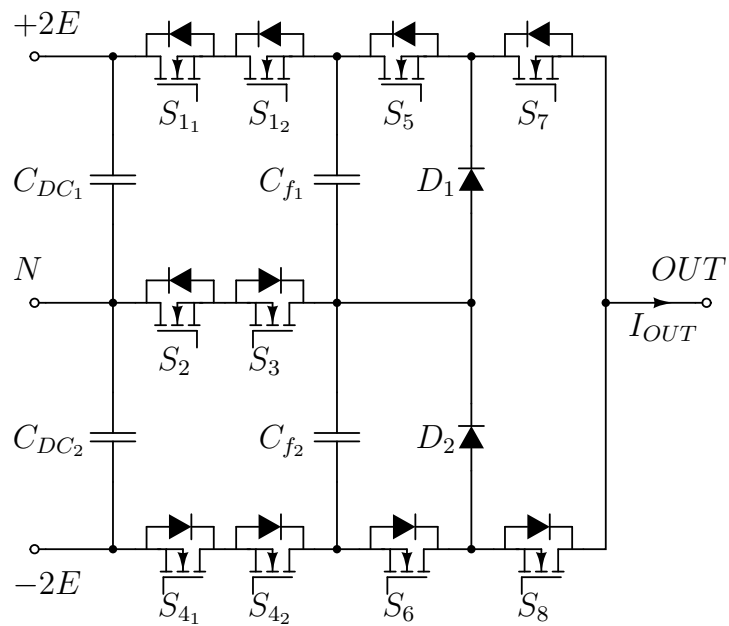 +2E
S₁₁ S₁₂ S₅ S₇
C_DC₁ C_f₁ D₁
N OUT
I_OUT
S₂ S₃
C_DC₂ C_f₂ D₂
−2E
S₄₁ S₄₂ S₆ S₈